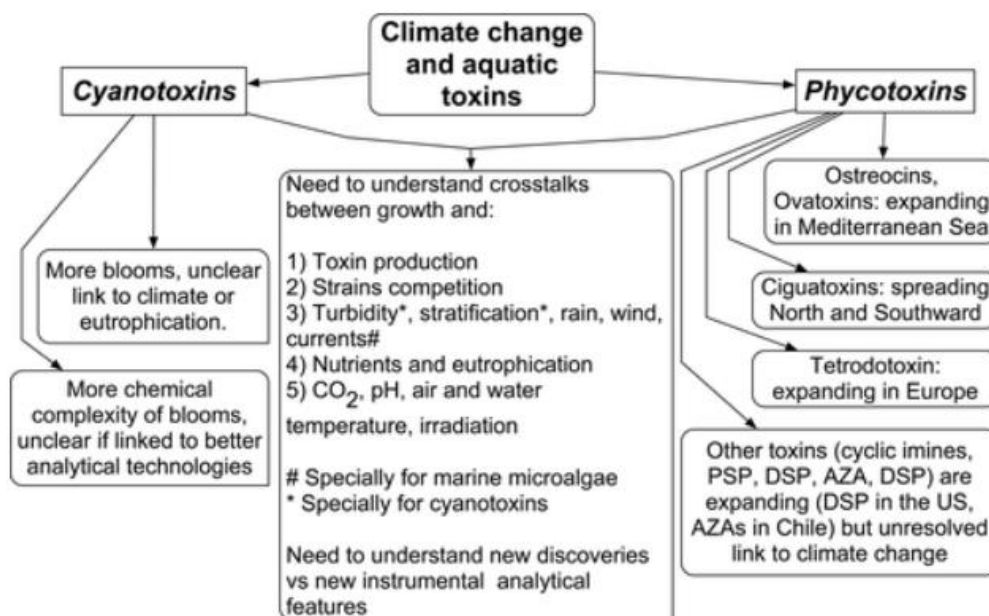 Climate change
and aquatic
toxins
Cyanotoxins
Phycotoxins
More blooms, unclear
link to climate or
eutrophication.
More chemical
complexity of blooms,
unclear if linked to better
analytical technologies
Need to understand crosstalks
between growth and:
1) Toxin production
2) Strains competition
3) Turbidity*, stratification*, rain, wind,
currents#
4) Nutrients and eutrophication
5) CO2, pH, air and water
temperature, irradiation
# Specially for marine microalgae
* Specially for cyanotoxins
Need to understand new discoveries
vs new instrumental analytical
features
Ostreocins,
Ovatoxins: expanding
in Mediterranean Sea
Ciguatoxins: spreading
North and Southward
Tetrodotoxin:
expanding in Europe
Other toxins (cyclic imines,
PSP, DSP, AZA, DSP) are
expanding (DSP in the US,
AZAs in Chile) but unresolved
link to climate change